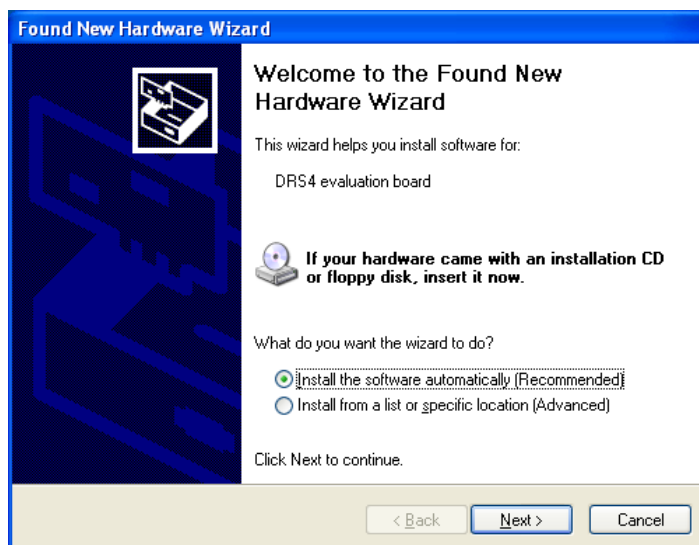 Found New Hardware Wizard
Welcome to the Found New
Hardware Wizard
This wizard helps you install software for:
DRS4 evaluation board
If your hardware came with an installation CD
or floppy disk, insert it now.
What do you want the wizard to do?
Install the software automatically (Recommended)
Install from a list or specific location (Advanced)
Click Next to continue.
< Back
Next >
Cancel